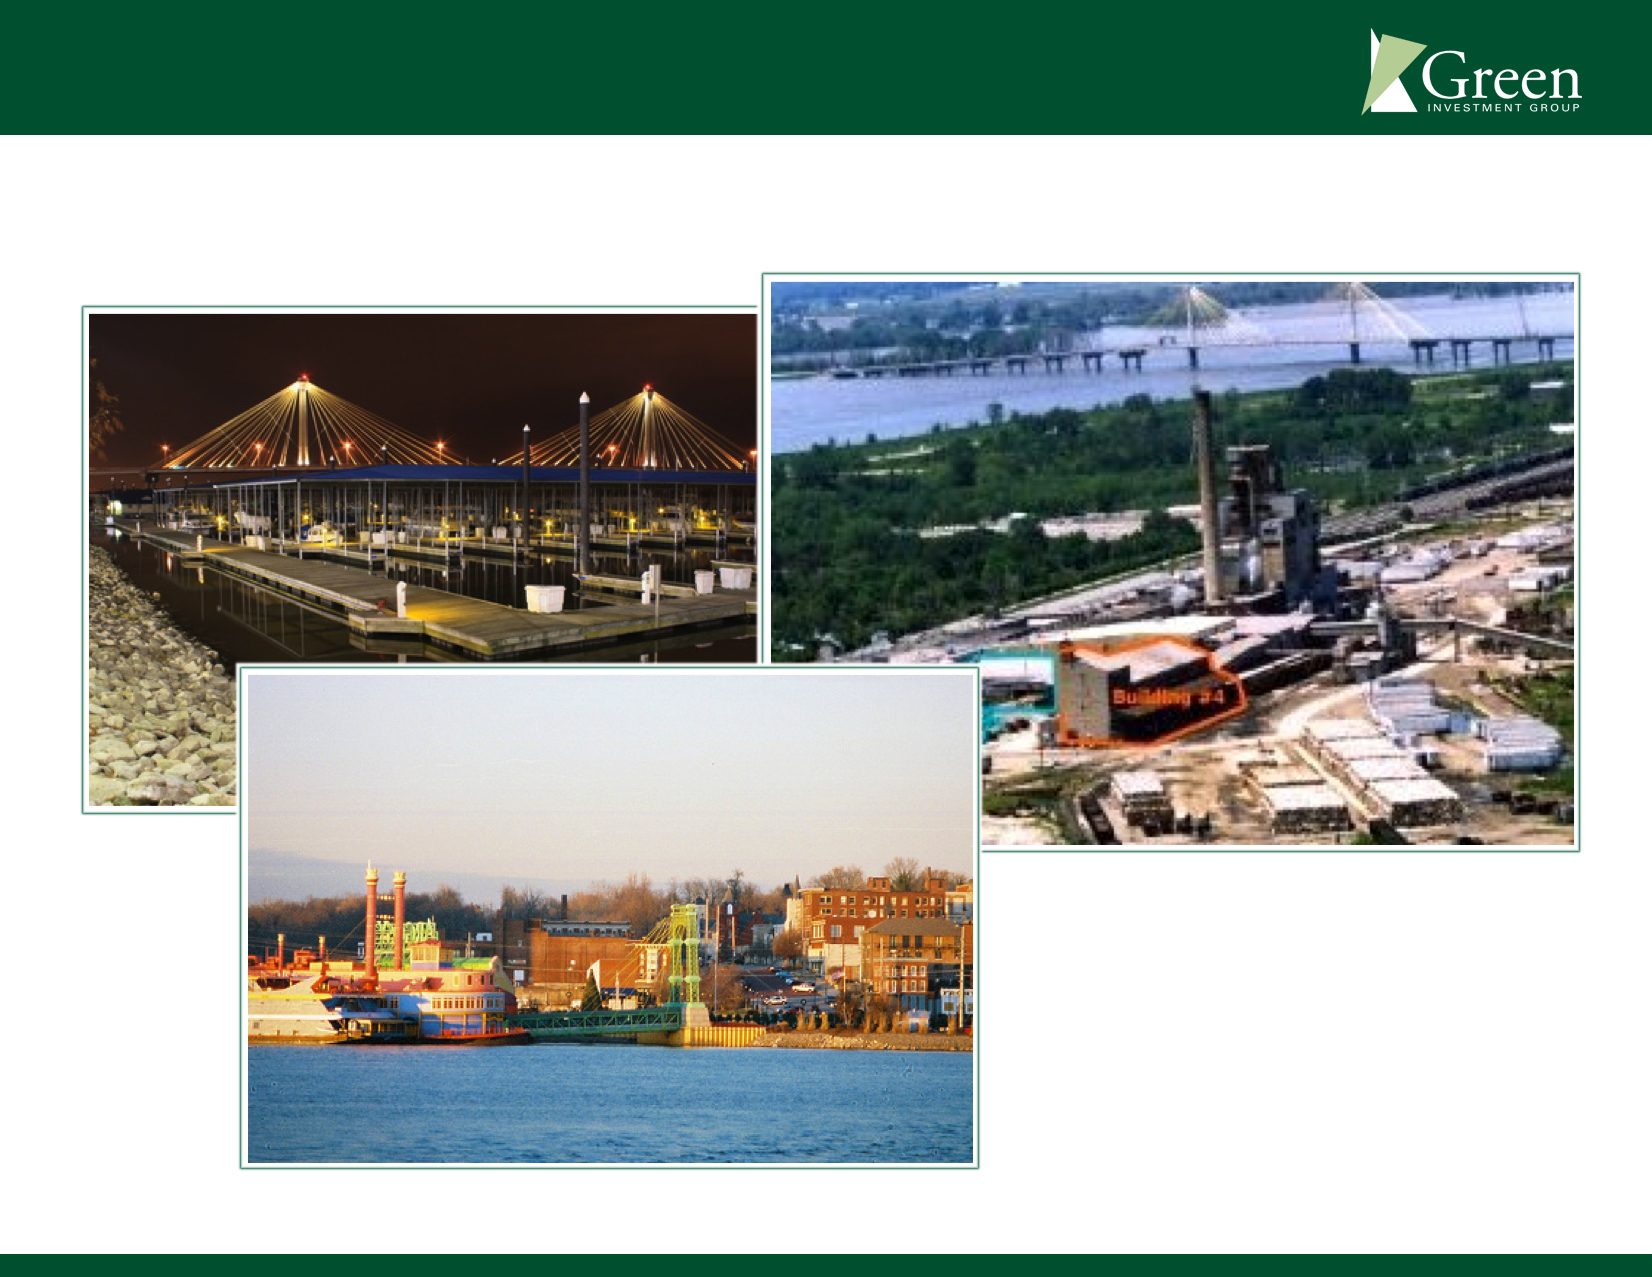 Green
INVESTMENT GROUP
Building #4